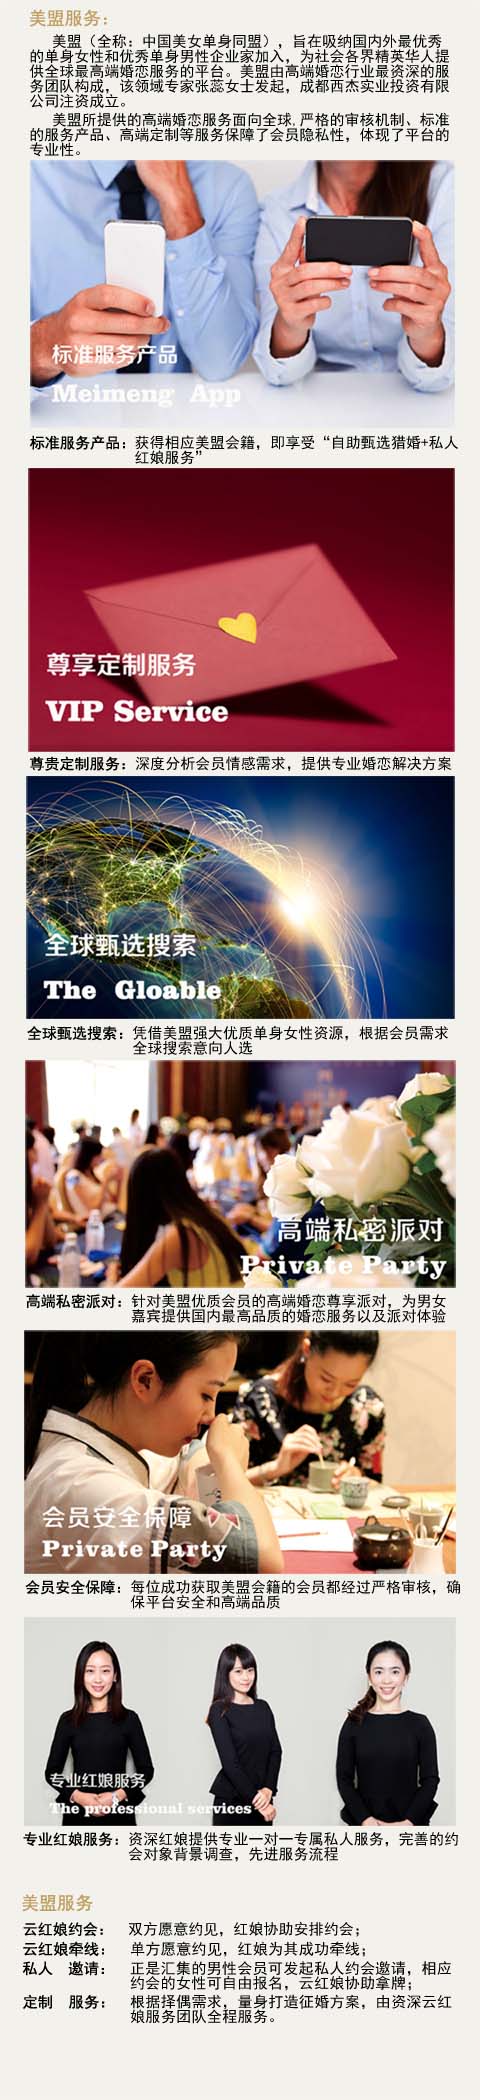 美盟服务：
美盟（全称：中国美女单身同盟），旨在吸纳国内外最优秀
的单身女性和优秀单身男性企业家加入，为社会各界精英华人提
供全球最高端婚恋服务的平台。美盟由高端婚恋行业最资深的服
务团队构成，该领域专家张蕊女士发起，成都西杰实业投资有限
公司注资成立。
美盟所提供的高端婚恋服务面向全球,严格的审核机制、标准
的服务产品、高端定制等服务保障了会员隐私性，体现了平台的
专业性。
标准服务产品
Meimeng App
标准服务产品：获得相应美盟会籍，即享受“自助甄选猎婚+私人
红娘服务”
尊享定制服务
VIP Service
尊贵定制服务：深度分析会员情感需求，提供专业婚恋解决方案
全球甄选搜索
The Gloable
全球甄选搜索：凭借美盟强大优质单身女性资源，根据会员需求
全球搜索意向人选
高端私密派对
Private Party
高端私密派对：针对美盟优质会员的高端婚恋尊享派对，为男女
嘉宾提供国内最高品质的婚恋服务以及派对体验
会员安全保障
Private Party
会员安全保障：每位成功获取美盟会籍的会员都经过严格审核，确
保平台安全和高端品质
专业红娘服务
The professional services
专业红娘服务：资深红娘提供专业一对一专属私人服务，完善的约
会对象背景调查，先进服务流程
美盟服务
云红娘约会： 双方愿意约见，红娘协助安排约会；
云红娘牵线： 单方愿意约见，红娘为其成功牵线；
私人 邀请： 正是汇集的男性会员可发起私人约会邀请，相应
约会的女性可自由报名，云红娘协助拿牌；
定制 服务： 根据择偶需求，量身打造征婚方案，由资深云红
娘服务团队全程服务。